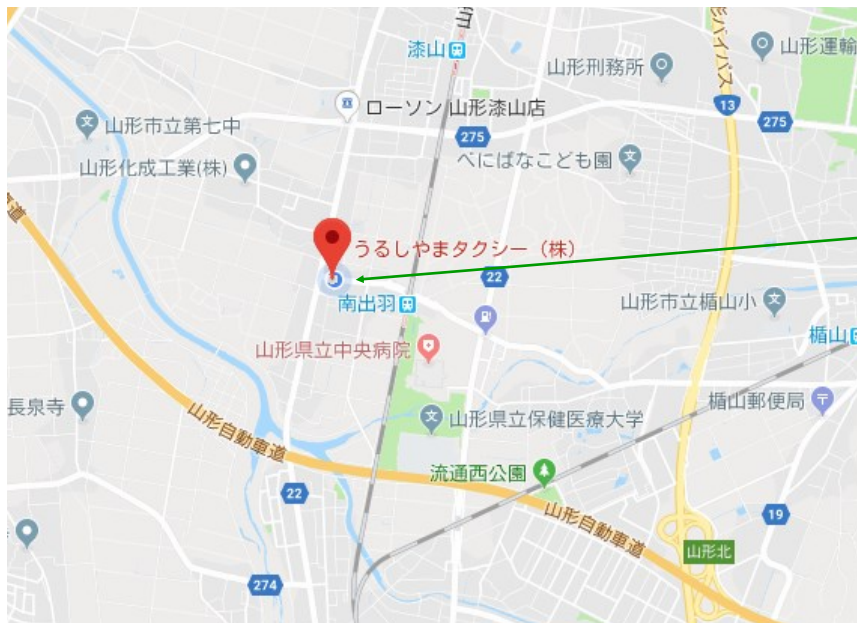 漆山
形バイパス
山形刑務所
山形運輸
13
ローソン 山形漆山店
山形市立第七中
275
275
山形化成工業(株)
べにばなこども園
うるしやまタクシー（株）
22
南出羽
山形市立楯山小
楯山
山形県立中央病院
長泉寺
楯山郵便局
山形自動車道
山形県立保健医療大学
流通西公園
22
山形自動車道
19
山形北
274